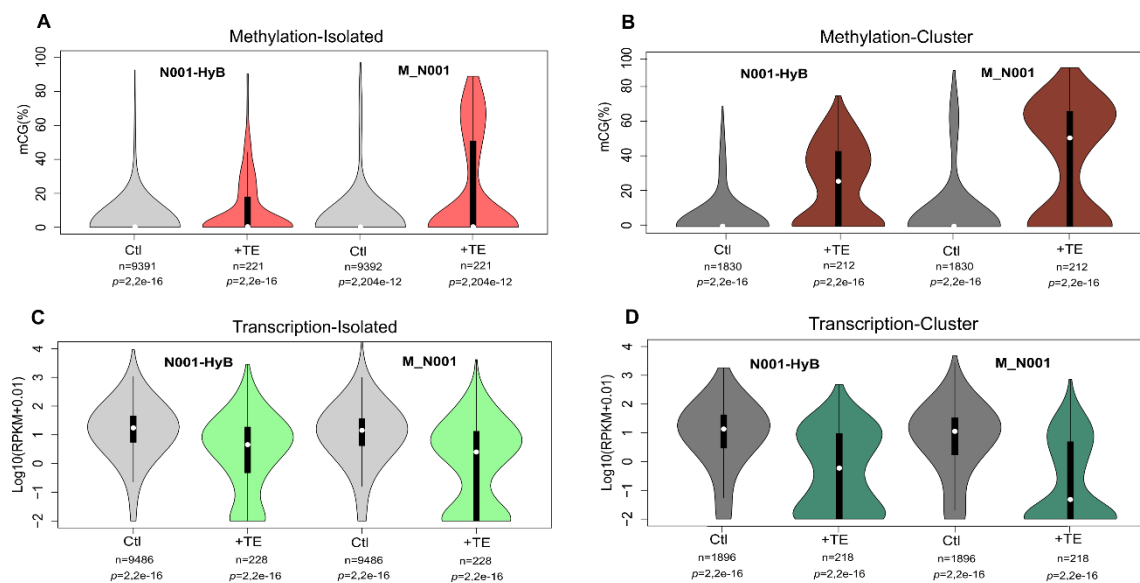 A
Methylation-Isolated
mCG(%)
100
80
60
40
20
0
N001-HyB
M_N001
Ctl
+TE
Ctl
+TE
n=9391
n=221
n=9392
n=221
p=2,2e-16
p=2,2e-16
p=2,204e-12
p=2,204e-12
B
Methylation-Cluster
mCG(%)
100
80
60
40
20
0
N001-HyB
M_N001
Ctl
+TE
Ctl
+TE
n=1830
n=212
n=1830
n=212
p=2,2e-16
p=2,2e-16
p=2,2e-16
p=2,2e-16
C
Transcription-Isolated
Log10(RPKM+0.01)
4
3
2
1
0
-1
-2
N001-HyB
M_N001
Ctl
+TE
Ctl
+TE
n=9486
n=228
n=9486
n=228
p=2,2e-16
p=2,2e-16
p=2,2e-16
p=2,2e-16
D
Transcription-Cluster
Log10(RPKM+0.01)
4
3
2
1
0
-1
-2
N001-HyB
M_N001
Ctl
+TE
Ctl
+TE
n=1896
n=218
n=1896
n=218
p=2,2e-16
p=2,2e-16
p=2,2e-16
p=2,2e-16